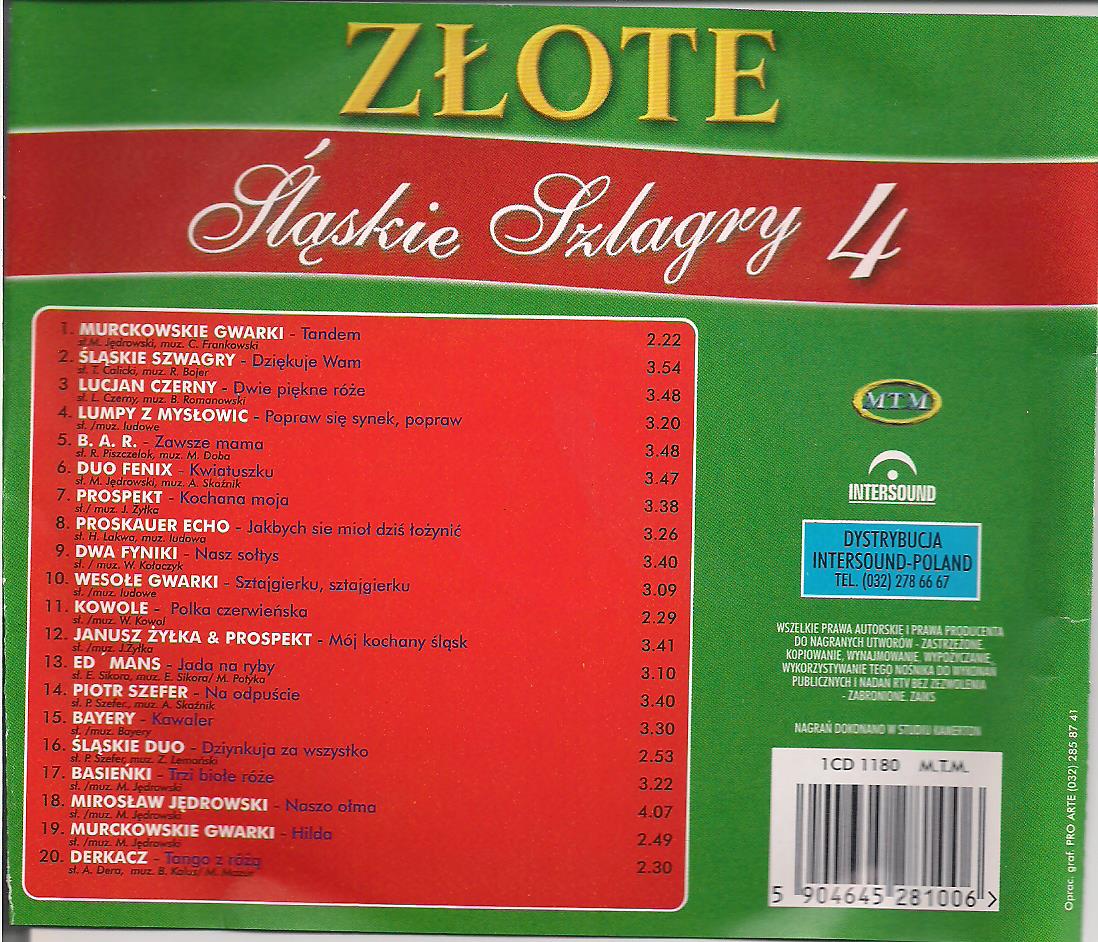 ZŁOTE
Śląskie Szlagry 4
1. MURCKOWSKIE GWARKI - Tandem 2.22
sł.M. Jędrowski, muz. C. Frankowski
2. ŚLĄSKIE SZWAGRY - Dziękuje Wam 3.54
sł. T. Calicki, muz. R. Bojer
3 LUCJAN CZERNY - Dwie piękne róże 3.48
sł. L. Czerny, muz. B. Romanowski
4. LUMPY Z MYSŁOWIC - Popraw się synek, popraw 3.20
sł. /muz. ludowe
5. B. A. R. - Zawsze mama 3.48
sł. R. Piszczelok, muz. M. Doba
6. DUO FENIX - Kwiatuszku 3.47
sł. M. Jędrowski, muz. A. Skaźnik
7. PROSPEKT - Kochana moja 3.38
sł./ muz. J. Żyłka
8. PROSKAUER ECHO - Jakbych sie mioł dziś łożynić 3.26
sł. H. Lakwa, muz. ludowa
9. DWA FYNIKI - Nasz sołtys 3.40
sł. / muz. W. Kołaczyk
10. WESOŁE GWARKI - Sztajgierku, sztajgierku 3.09
sł. /muz. ludowe
11. KOWOLE - Polka czerwieńska 2.29
sł. /muz. W. Kowol
12. JANUSZ ŻYŁKA & PROSPEKT - Mój kochany śląsk 3.41
sł. /muz. J.Żyłka
13. ED ´ MANS - Jada na ryby 3.10
sł. E. Sikora, muz. E. Sikora/ M. Potyka
14. PIOTR SZEFER - Na odpuście 3.40
sł. P. Szefer, muz. A. Skaźnik
15. BAYERY - Kawaler 3.30
sł. /muz. Bayery
16. ŚLĄSKIE DUO - Dziynkuja za wszystko 2.53
sł. P. Szefer, muz. Z. Lemański
17. BASIEŃKI - Trzi biołe róże 3.22
sł. /muz. M. Jędrowski
18. MIROSŁAW JĘDROWSKI - Naszo ołma 4.07
sł. /muz. M. Jędrowski
19. MURCKOWSKIE GWARKI - Hilda 2.49
sł. /muz. M. Jędrowski
20. DERKACZ - Tango z różą 2.30
sł. A. Dera, muz. B. Kalus/ M. Mazur
MTM
INTERSOUND
DYSTRYBUCJA
INTERSOUND-POLAND
TEL. (032) 278 66 67
WSZELKIE PRAWA AUTORSKIE I PRAWA PRODUCENTA
DO NAGRANYCH UTWORÓW - ZASTRZEŻONE.
KOPIOWANIE, WYNAJMOWANIE, WYPOŻYCZANIE,
WYKORZYSTYWANIE TEGO NOŚNIKA DO WYKONAŃ
PUBLICZNYCH I NADAŃ RTV BEZ ZEZWOLENIA
- ZABRONIONE. ZAIKS
NAGRAŃ DOKONANO W STUDIU KAMERTON
1CD 1180 M.T.M.
5 904645 281006 >
Oprac. graf. PRO ARTE (032) 285 87 41